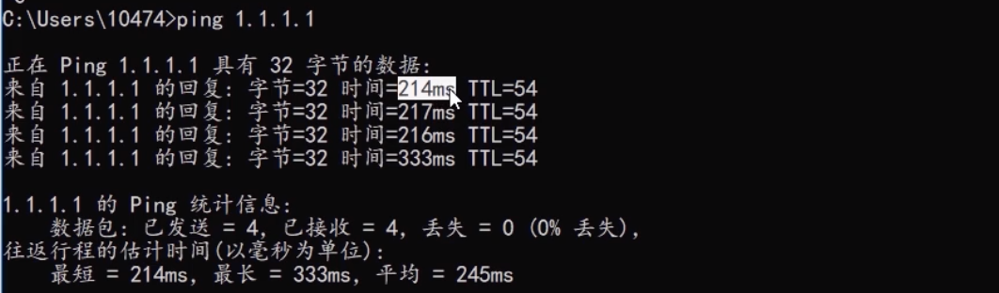 C:\Users\10474>ping 1.1.1.1
正在 Ping 1.1.1.1 具有 32 字节的数据:
来自 1.1.1.1 的回复: 字节=32 时间=214ms TTL=54
来自 1.1.1.1 的回复: 字节=32 时间=217ms TTL=54
来自 1.1.1.1 的回复: 字节=32 时间=216ms TTL=54
来自 1.1.1.1 的回复: 字节=32 时间=333ms TTL=54
1.1.1.1 的 Ping 统计信息:
数据包: 已发送 = 4, 已接收 = 4, 丢失 = 0 (0% 丢失),
往返行程的估计时间(以毫秒为单位):
最短 = 214ms, 最长 = 333ms, 平均 = 245ms